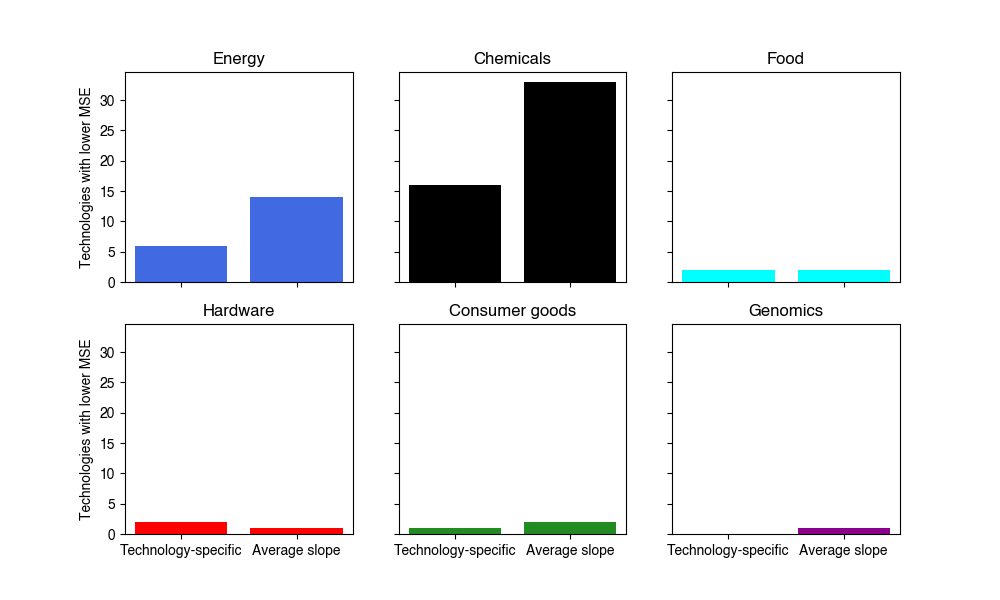 Energy
Chemicals
Food
Technologies with lower MSE
30
25
20
15
10
5
0
Hardware
Consumer goods
Genomics
Technologies with lower MSE
30
25
20
15
10
5
0
Technology-specific Average slope
Technology-specific Average slope
Technology-specific Average slope